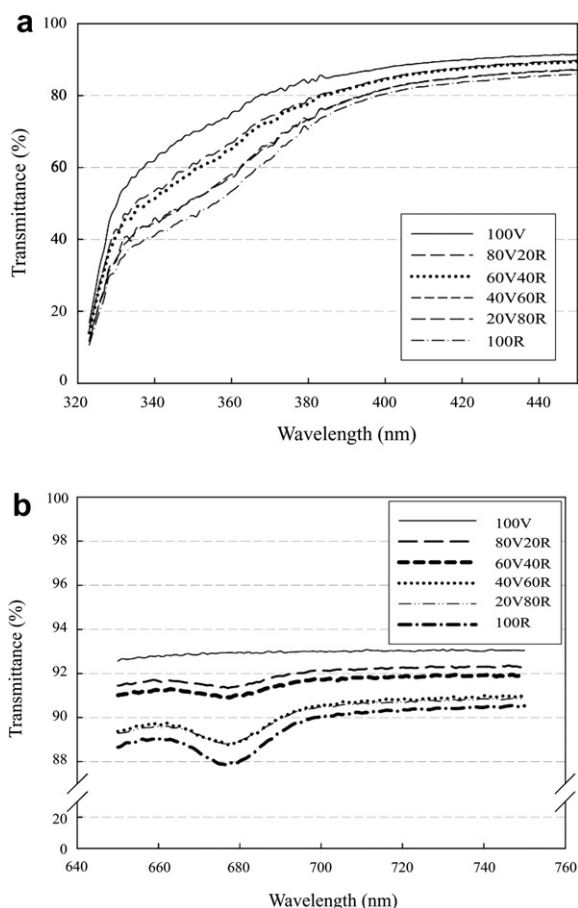 a
100
80
60
40
20
0
Transmittance (%)
100V
80V20R
60V40R
40V60R
20V80R
100R
320 340 360 380 400 420 440
Wavelength (nm)
b
100
98
96
94
92
90
88
20
0
Transmittance (%)
100V
80V20R
60V40R
40V60R
20V80R
100R
640 660 680 700 720 740 760
Wavelength (nm)